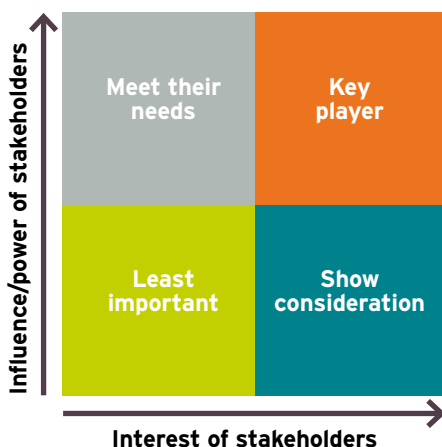 Influence/power of stakeholders
Meet their
needs
Key
player
Least
important
Show
consideration
Interest of stakeholders